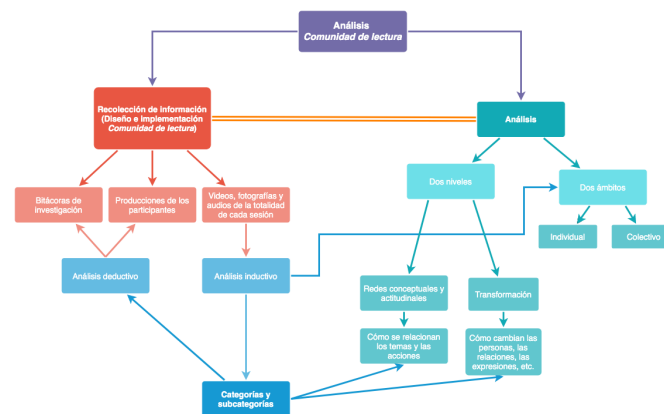 Análisis
Comunidad de lectura
Recolección de información
(Diseño e implementación
Comunidad de lectura)
Análisis
Bitácoras de
investigación
Producciones de los
participantes
Videos, fotografías y
audios de la totalidad
de cada sesión
Dos niveles
Dos ámbitos
Individual
Colectivo
Análisis deductivo
Análisis inductivo
Redes conceptuales y
actitudinales
Transformación
Cómo se relacionan
los temas y las
acciones
Cómo cambian las
personas, las
relaciones, las
expresiones, etc.
Categorías y
subcategorías